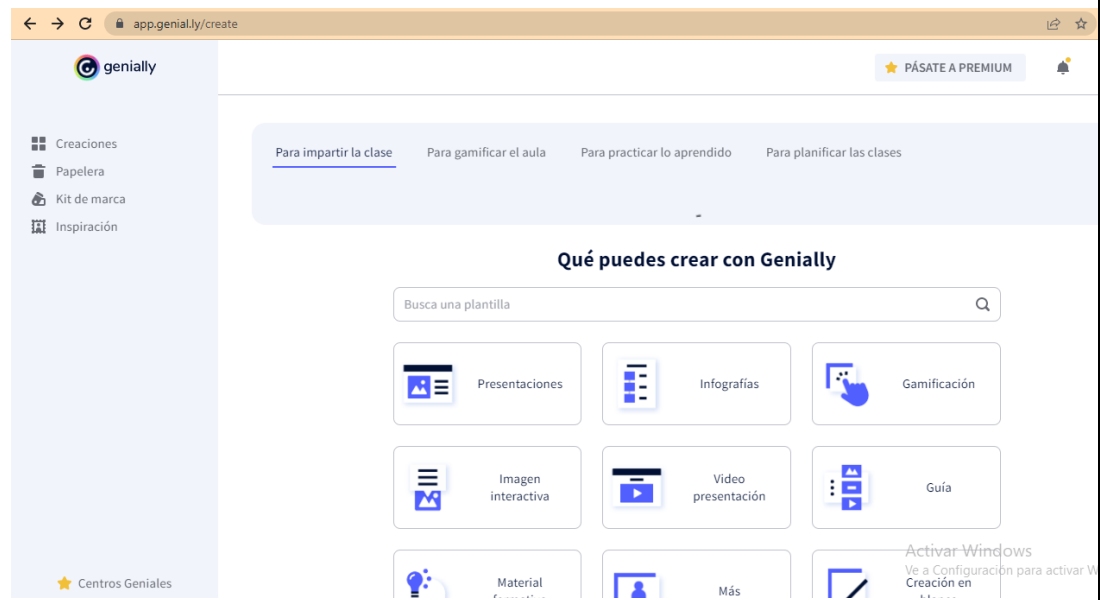 app.genial.ly/create
genially
PÁSATE A PREMIUM
Creaciones
Papelera
Kit de marca
Inspiración
Para impartir la clase
Para gamificar el aula
Para practicar lo aprendido
Para planificar las clases
Qué puedes crear con Genially
Busca una plantilla
Presentaciones
Infografías
Gamificación
Imagen
interactiva
Video
presentación
Guía
Activar Windows
Ve a Configuración para activar W
Centros Geniales
Material
formativo
Más
Creación en
blanco